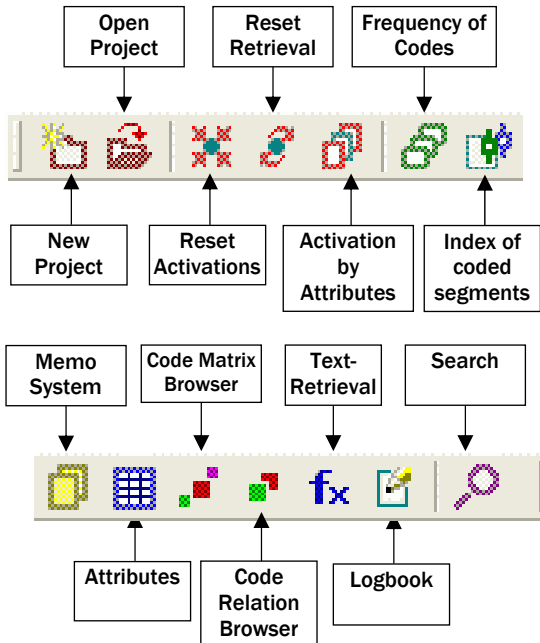 Open
Project
Reset
Retrieval
Frequency of
Codes
New
Project
Reset
Activations
Activation
by
Attributes
Index of
coded
segments
Memo
System
Code Matrix
Browser
Text-
Retrieval
Search
fx
Attributes
Code
Relation
Browser
Logbook